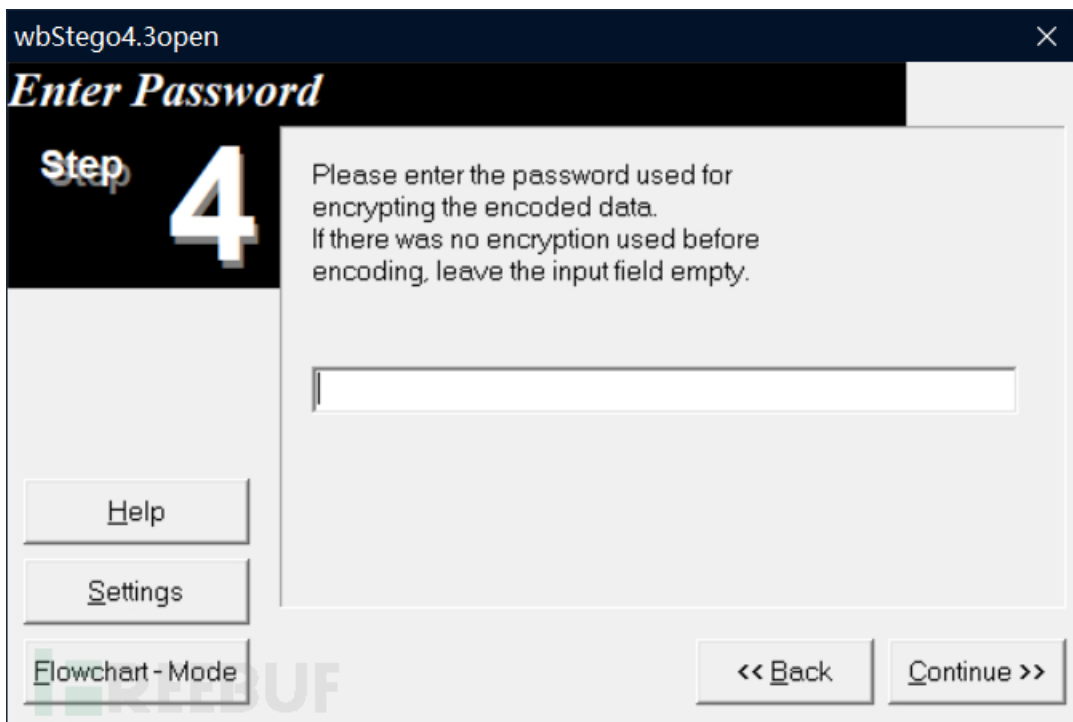 wbStego4.3open
Enter Password
Step 4
Please enter the password used for
encrypting the encoded data.
If there was no encryption used before
encoding, leave the input field empty.
Help
Settings
Flowchart - Mode
<< Back
Continue >>
REEBUF